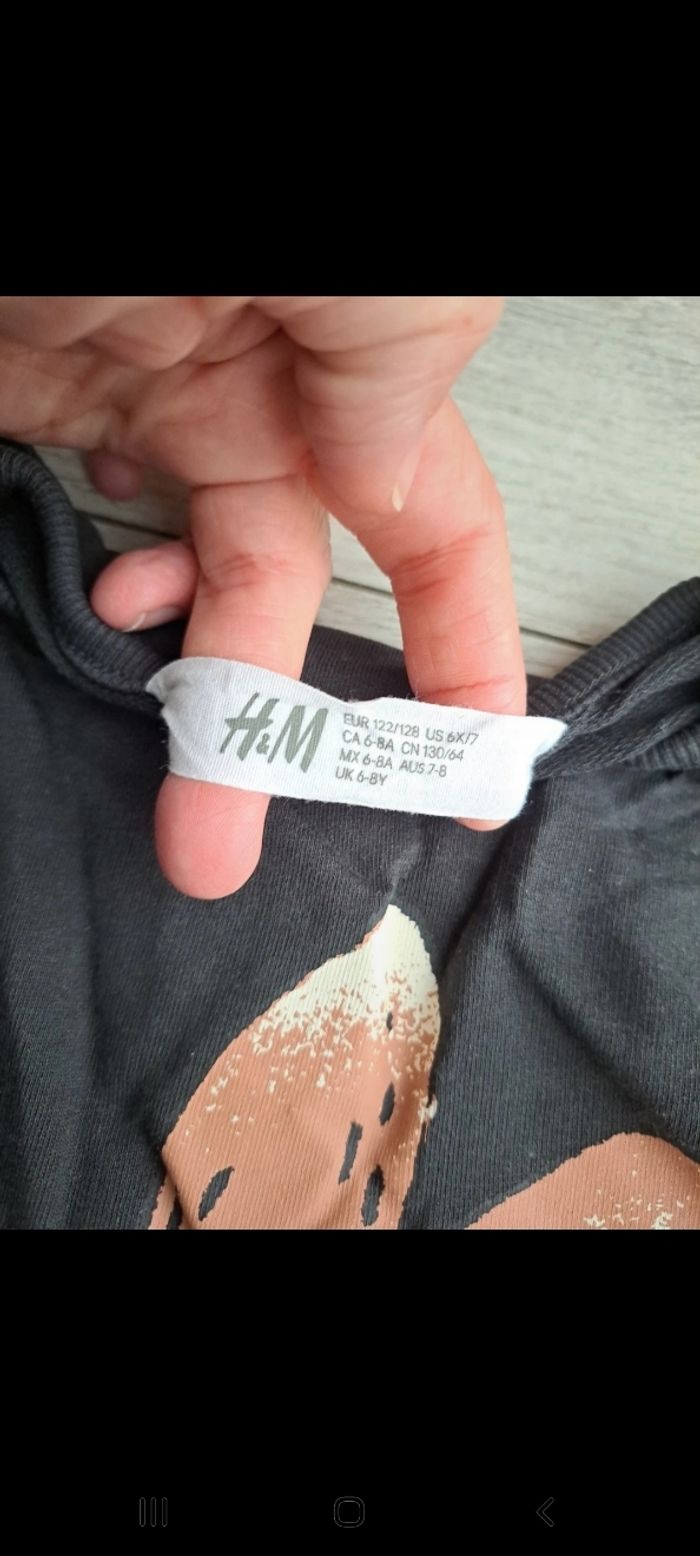 H&M
EUR 122/128 US 6X/7
CA 6-8A CN 130/64
MX 6-8A AUS 7-8
UK 6-8Y